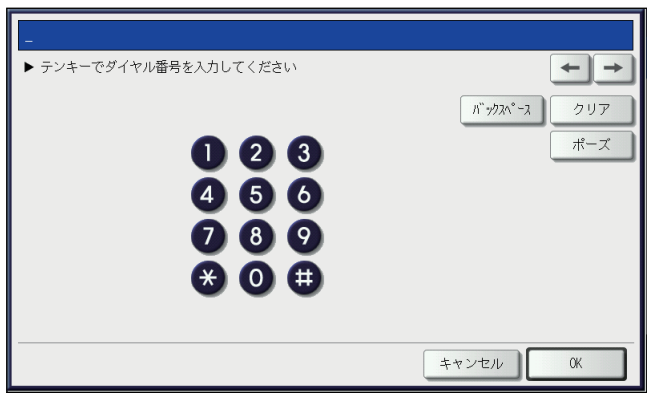 _
▶ テンキーでダイヤル番号を入力してください
← →
バックスペース クリア
ポーズ
1 2 3
4 5 6
7 8 9
* 0 #
キャンセル OK